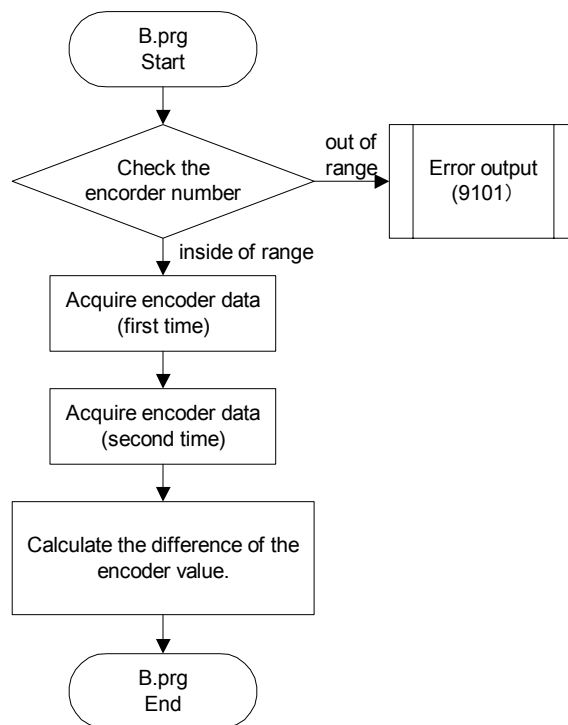 B.prg
Start
Check the
encorder number
out of
range
Error output
(9101）
inside of range
Acquire encoder data
(first time)
Acquire encoder data
(second time)
Calculate the difference of the
encoder value.
B.prg
End